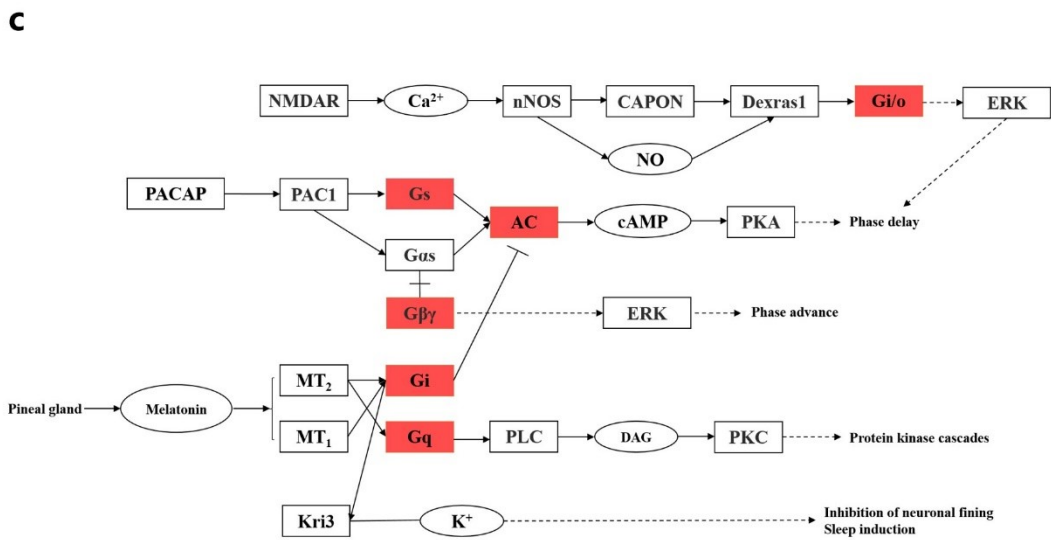 c
NMDAR
Ca²⁺
nNOS
CAPON
Dexras1
Gi/o
ERK
NO
PACAP
PAC1
Gs
AC
cAMP
PKA
Phase delay
Gαs
Gβγ
ERK
Phase advance
MT₂
Gi
Pineal gland
Melatonin
MT₁
Gq
PLC
DAG
PKC
Protein kinase cascades
Kri3
K⁺
Inhibition of neuronal fining
Sleep induction